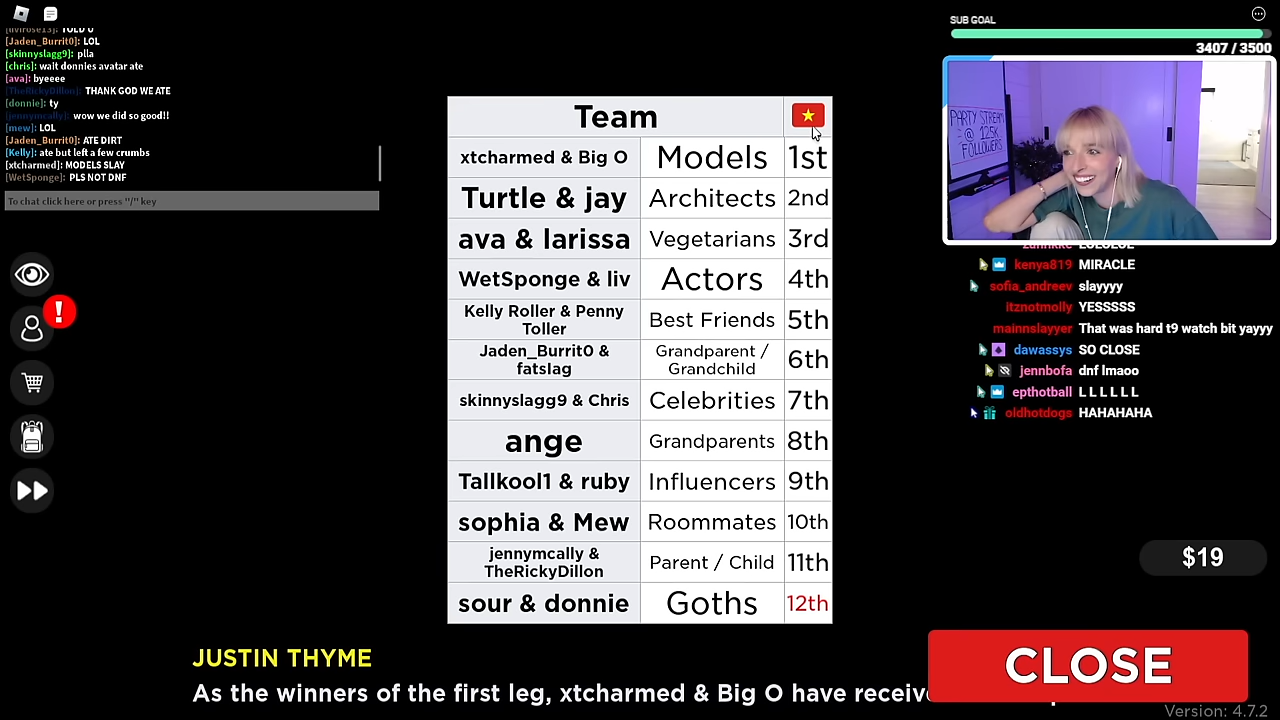 [Jaden_Burrit0]: LOL
[skinnyslagg9]: plla
[chris]: wait donnies avatar ate
[ava]: byeeee
[TheRickyDillon]: THANK GOD WE ATE
[donnie]: ty
[jennymcally]: wow we did so good!!
[mew]: LOL
[Jaden_Burrit0]: ATE DIRT
[Kelly]: ate but left a few crumbs
[xtcharmed]: MODELS SLAY
[WetSponge]: PLS NOT DNF
To chat click here or press "/" key
!
Team
xtcharmed & Big O Models 1st
Turtle & jay Architects 2nd
ava & larissa Vegetarians 3rd
WetSponge & liv Actors 4th
Kelly Roller & Penny
Toller Best Friends 5th
Jaden_Burrit0 &
fatslag Grandparent /
Grandchild 6th
skinnyslagg9 & Chris Celebrities 7th
ange Grandparents 8th
Tallkool1 & ruby Influencers 9th
sophia & Mew Roommates 10th
jennymcally &
TheRickyDillon Parent / Child 11th
sour & donnie Goths 12th
SUB GOAL
3407 / 3500
PARTY STREAM
@ 125K
FOLLOWERS
kenya819 MIRACLE
sofia_andreev slayyyy
itznotmolly YESSSSS
mainnslayyer That was hard t9 watch bit yayyy
dawassys SO CLOSE
jennbofa dnf lmaoo
epthotball L L L L L L
oldhotdogs HAHAHAHA
$19
CLOSE
JUSTIN THYME
As the winners of the first leg, xtcharmed & Big O have
Version: 4.7.2